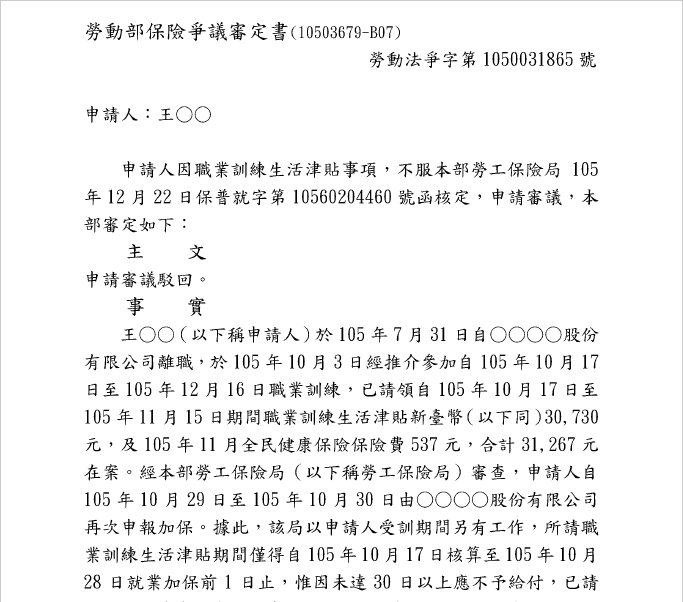 勞動部保險爭議審定書(10503679-B07)
勞動法爭字第 1050031865 號
申請人：王○○
申請人因職業訓練生活津貼事項，不服本部勞工保險局 105
年 12 月 22 日保普就字第 10560204460 號函核定，申請審議，本
部審定如下：
主 文
申請審議駁回。
事 實
王○○（以下稱申請人）於 105 年 7 月 31 日自○○○○股份
有限公司離職，於 105 年 10 月 3 日經推介參加自 105 年 10 月 17
日至 105 年 12 月 16 日職業訓練，已請領自 105 年 10 月 17 日至
105 年 11 月 15 日期間職業訓練生活津貼新臺幣（以下同）30,730
元，及 105 年 11 月全民健康保險保險費 537 元，合計 31,267 元
在案。經本部勞工保險局（以下稱勞工保險局）審查，申請人自
105 年 10 月 29 日至 105 年 10 月 30 日由○○○○股份有限公司
再次申報加保。據此，該局以申請人受訓期間另有工作，所請職
業訓練生活津貼期間僅得自 105 年 10 月 17 日核算至 105 年 10 月
28 日就業加保前 1 日止，惟因未達 30 日以上應不予給付，已請